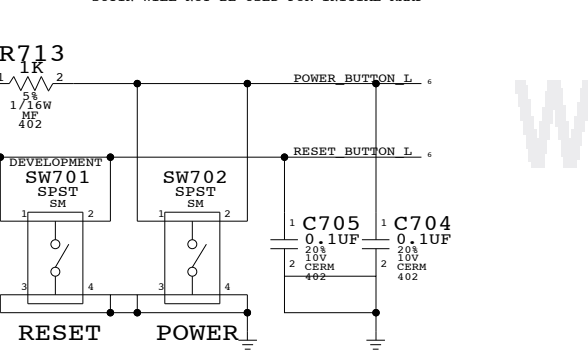 R713
1K
1 2
5%
1/16W
MF
402
POWER_BUTTON_L 6
RESET_BUTTON_L 6
DEVELOPMENT
SW701
SPST
SM
1 2
3 4
RESET
SW702
SPST
SM
1 2
3 4
POWER
1
C705
0.1UF
20%
10V
2 CERM
402
1
C704
0.1UF
20%
10V
2 CERM
402
W